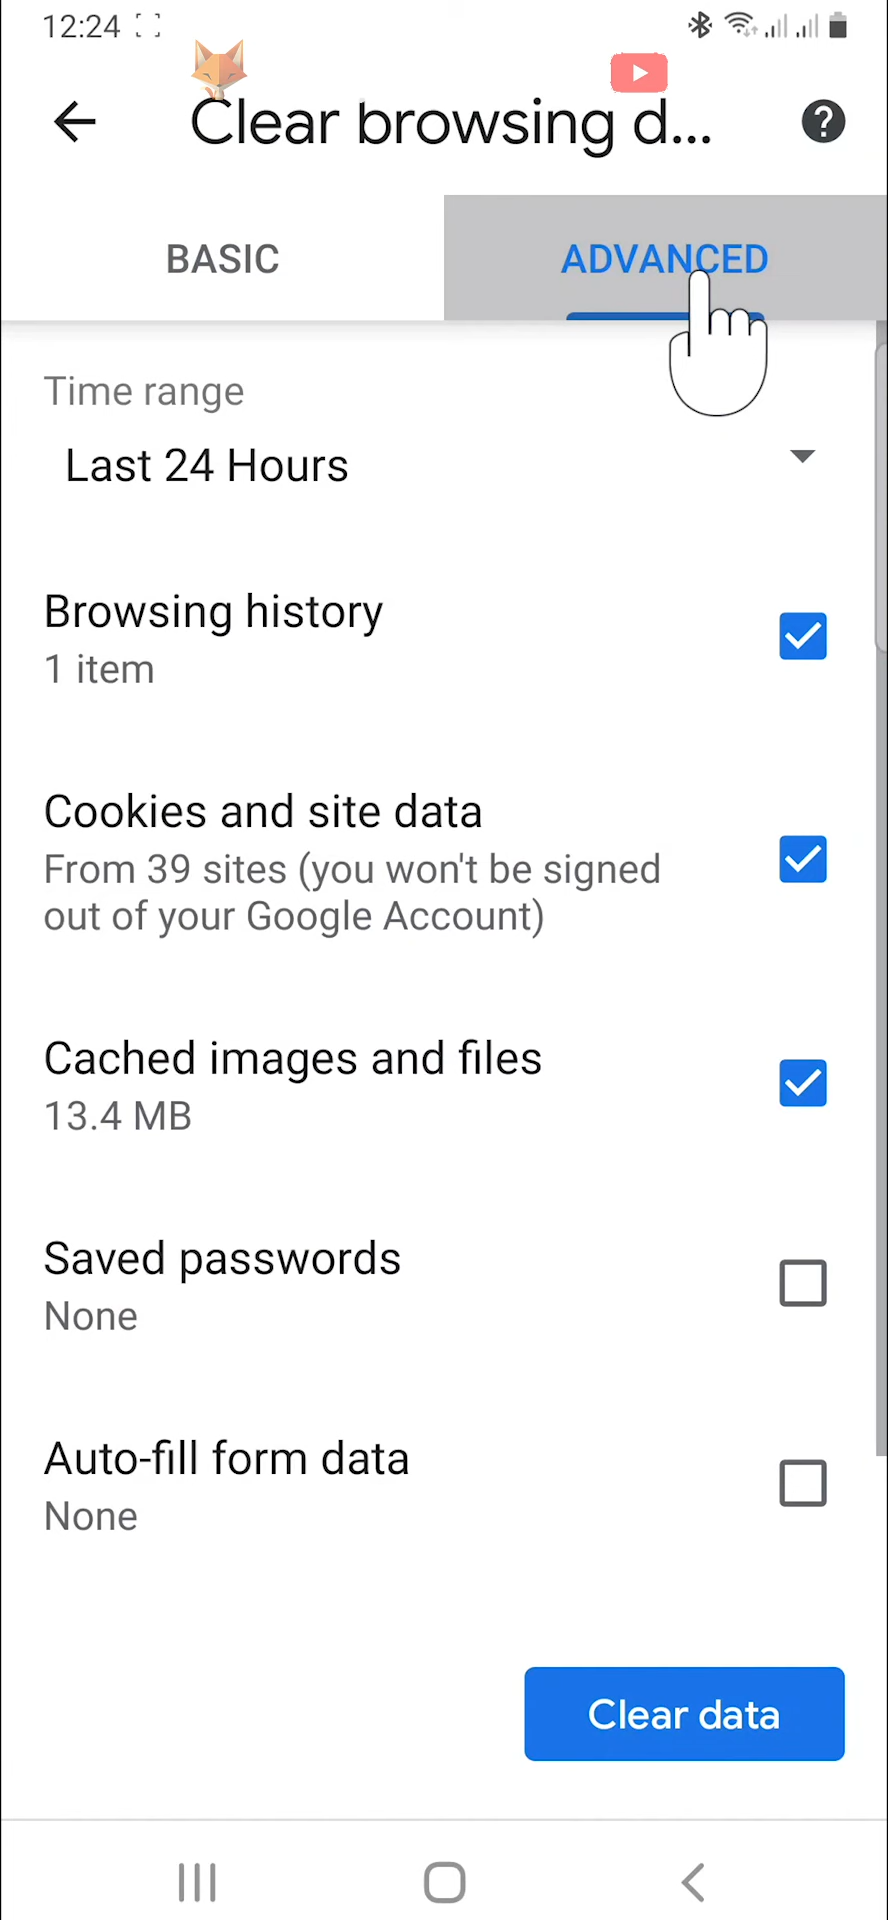 12:24
Clear browsing d...
BASIC
ADVANCED
Time range
Last 24 Hours
Browsing history
1 item
Cookies and site data
From 39 sites (you won't be signed
out of your Google Account)
Cached images and files
13.4 MB
Saved passwords
None
Auto-fill form data
None
Clear data